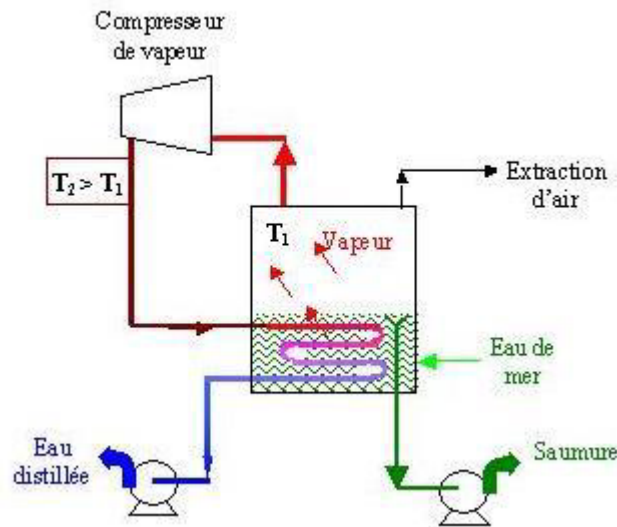 Compresseur
de vapeur
T₂ > T₁
Extraction
d'air
T₁
Vapeur
Eau de
mer
Eau
distillée
Saumure